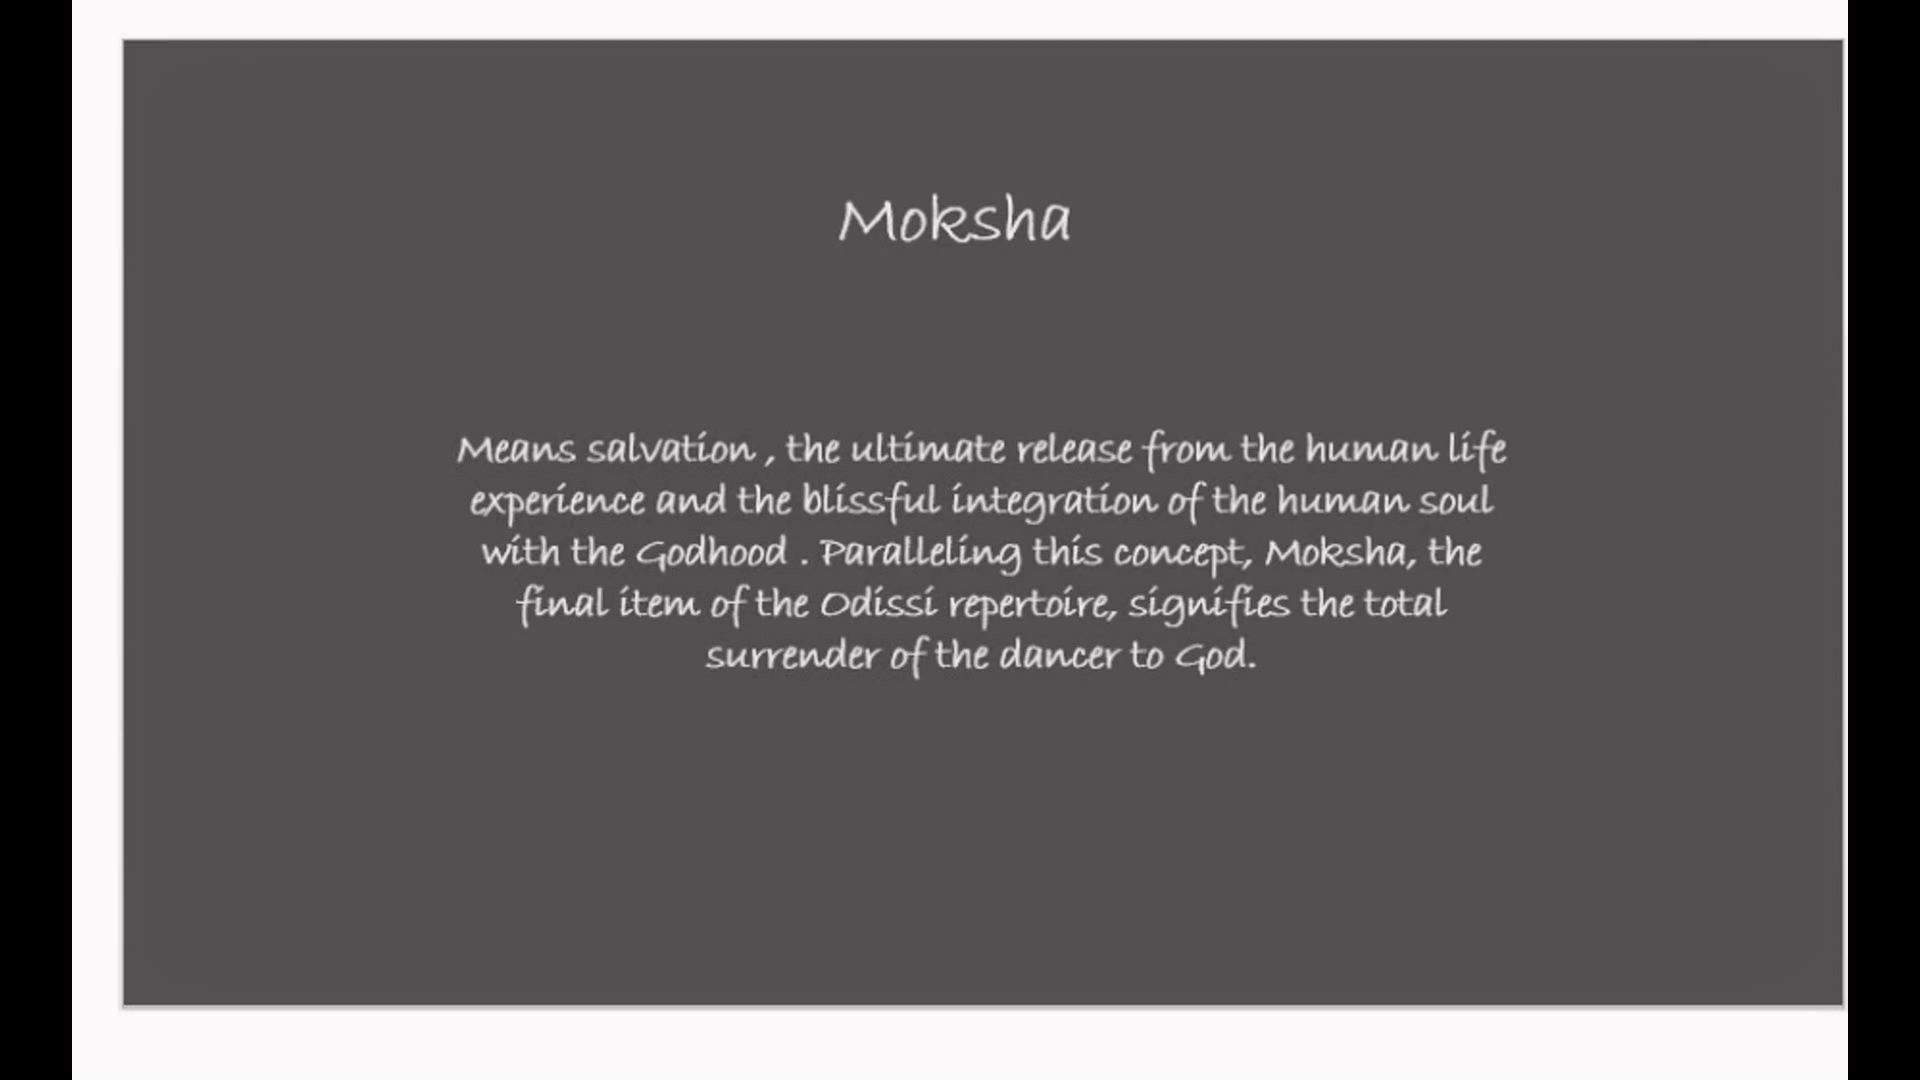 Moksha
Means salvation , the ultimate release from the human life
experience and the blissful integration of the human soul
with the Godhood . Paralleling this concept, Moksha, the
final item of the Odissi repertoire, signifies the total
surrender of the dancer to God.